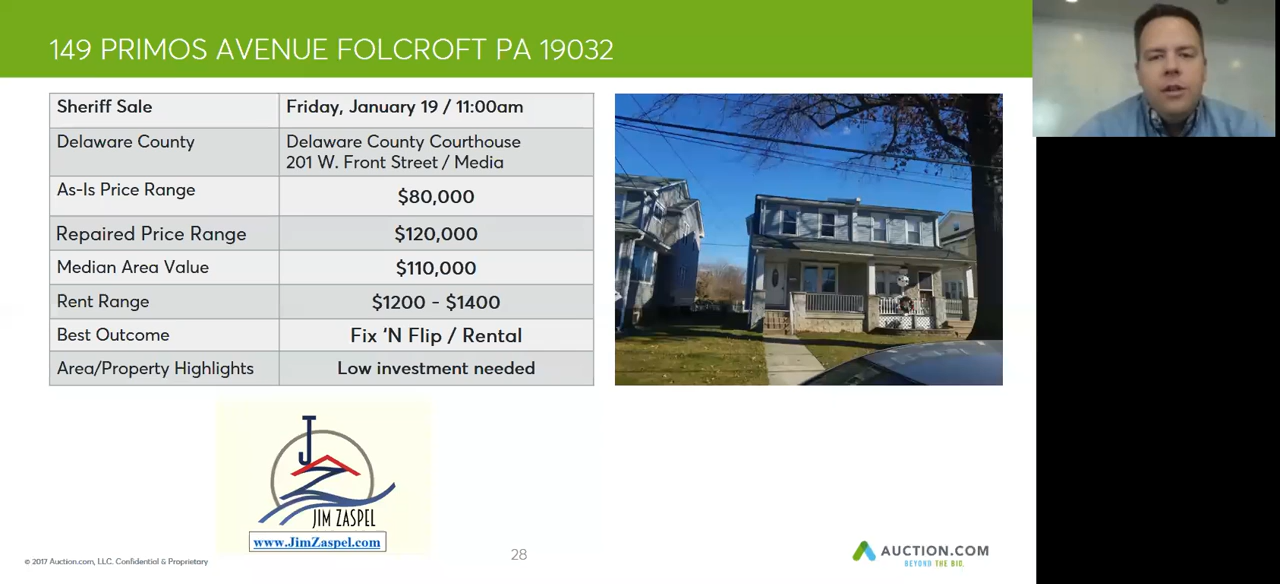 149 PRIMOS AVENUE FOLCROFT PA 19032
Sheriff Sale
Friday, January 19 / 11:00am
Delaware County
Delaware County Courthouse
201 W. Front Street / Media
As-Is Price Range
$80,000
Repaired Price Range
$120,000
Median Area Value
$110,000
Rent Range
$1200 - $1400
Best Outcome
Fix 'N Flip / Rental
Area/Property Highlights
Low investment needed
JZ
JIM ZASPEL
www.JimZaspel.com
© 2017 Auction.com, LLC. Confidential & Proprietary
28
AUCTION.COM
BEYOND THE BID.